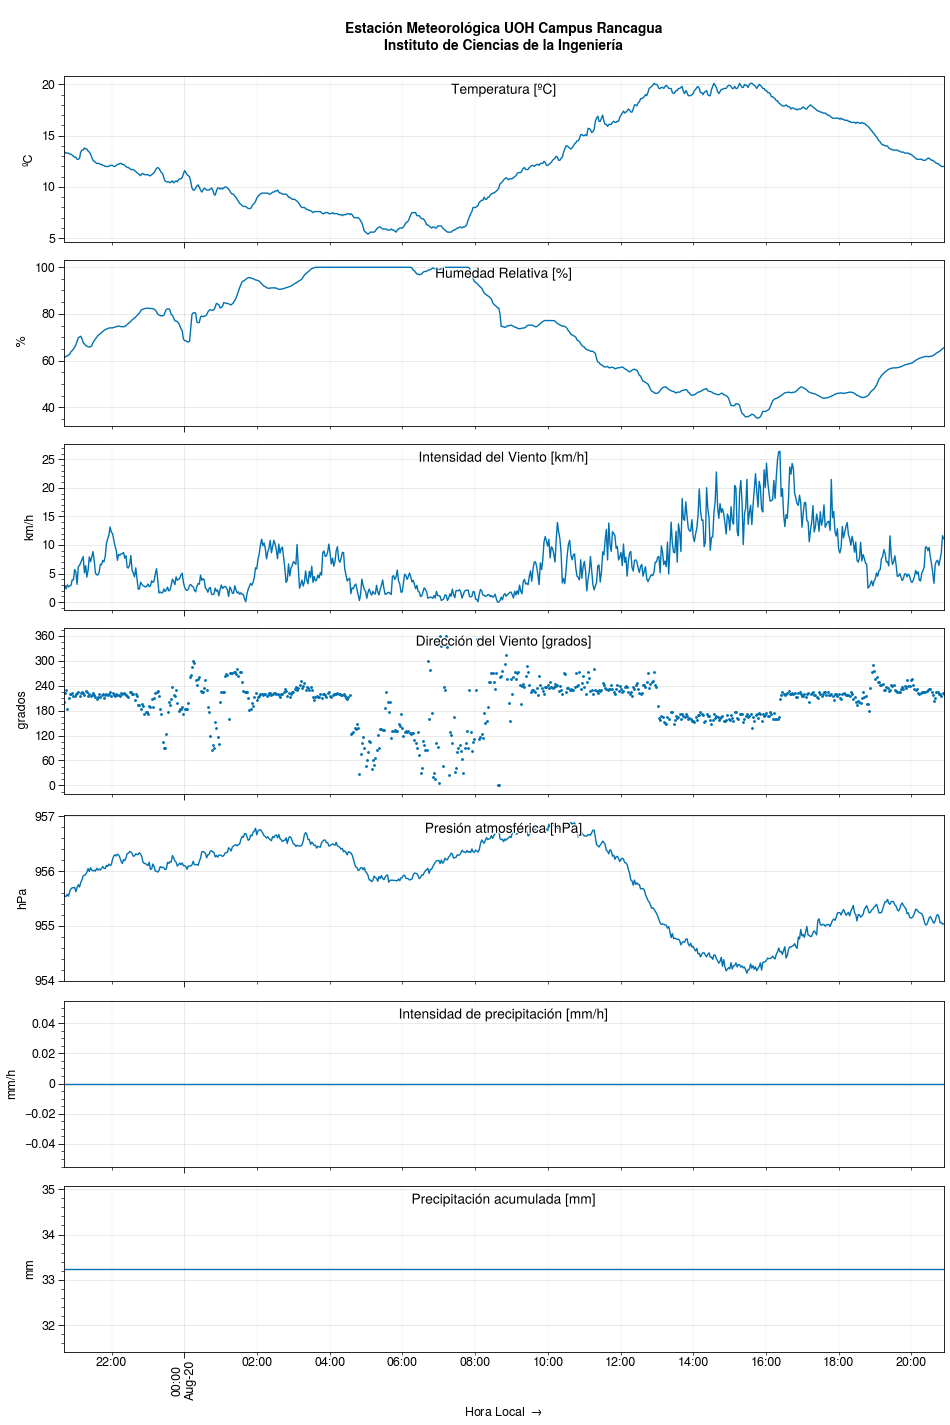 Estación Meteorológica UOH Campus Rancagua
Instituto de Ciencias de la Ingeniería
Temperatura [ºC]
ºC
20
15
10
5
Humedad Relativa [%]
%
100
80
60
40
Intensidad del Viento [km/h]
km/h
25
20
15
10
5
0
Dirección del Viento [grados]
grados
360
300
240
180
120
60
0
Presión atmosférica [hPa]
hPa
957
956
955
954
Intensidad de precipitación [mm/h]
mm/h
0.04
0.02
0
−0.02
−0.04
Precipitación acumulada [mm]
mm
35
34
33
32
22:00
00:00
Aug-20
02:00
04:00
06:00
08:00
10:00
12:00
14:00
16:00
18:00
20:00
Hora Local →